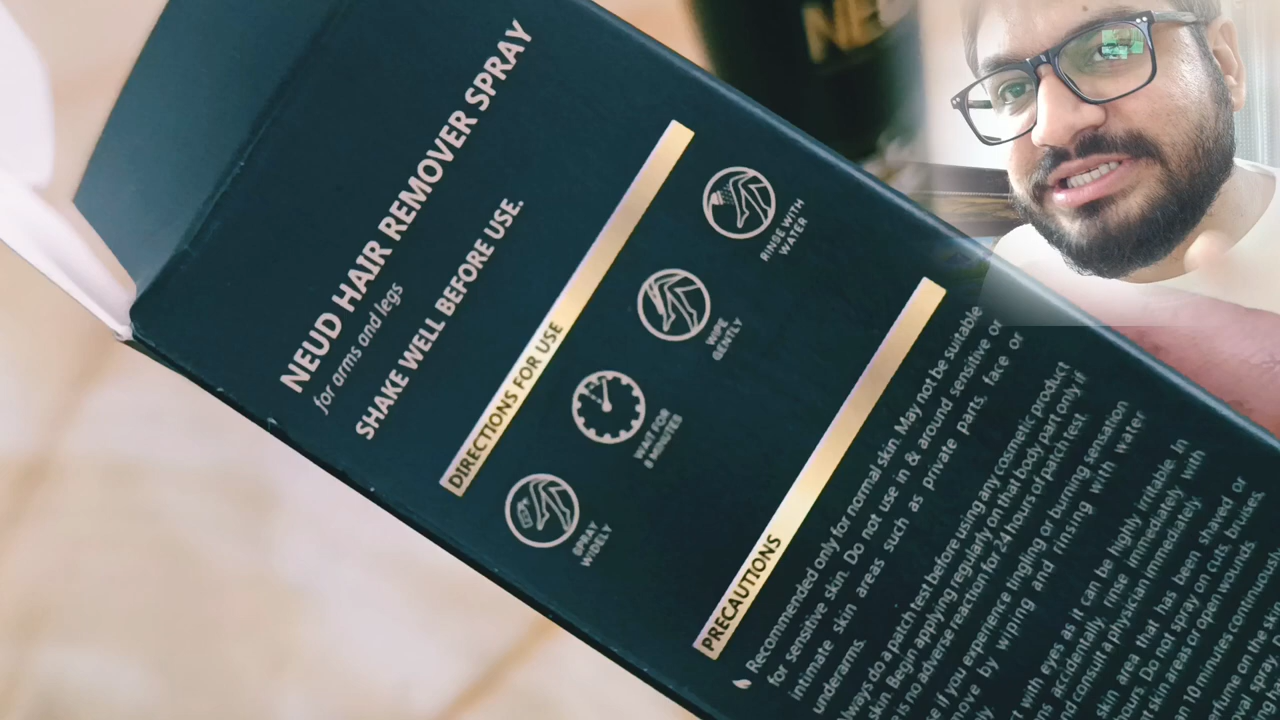 NE
NEUD HAIR REMOVER SPRAY
for arms and legs
SHAKE WELL BEFORE USE.
DIRECTIONS FOR USE
SPRAY
WIDELY
WAIT FOR
8 MINUTES
WIPE
GENTLY
RINSE WITH
WATER
PRECAUTIONS
Recommended only for normal skin. May not be suitable
for sensitive skin. Do not use in & around sensitive or
intimate skin areas such as private parts, face or
underarms.
Always do a patch test before using any cosmetic product
skin. Begin applying regularly on that body part only if
is no adverse reaction for 24 hours of patch test.
if you experience tingling or burning sensation
by wiping and rinsing with water
with eyes as it can be highly irritable. In
accidentally, rinse immediately with
and consult a physician immediately.
skin area that has been shaved or
Do not spray on cuts, bruises,
skin areas or open wounds.
10 minutes continuously
on the skin
spray.